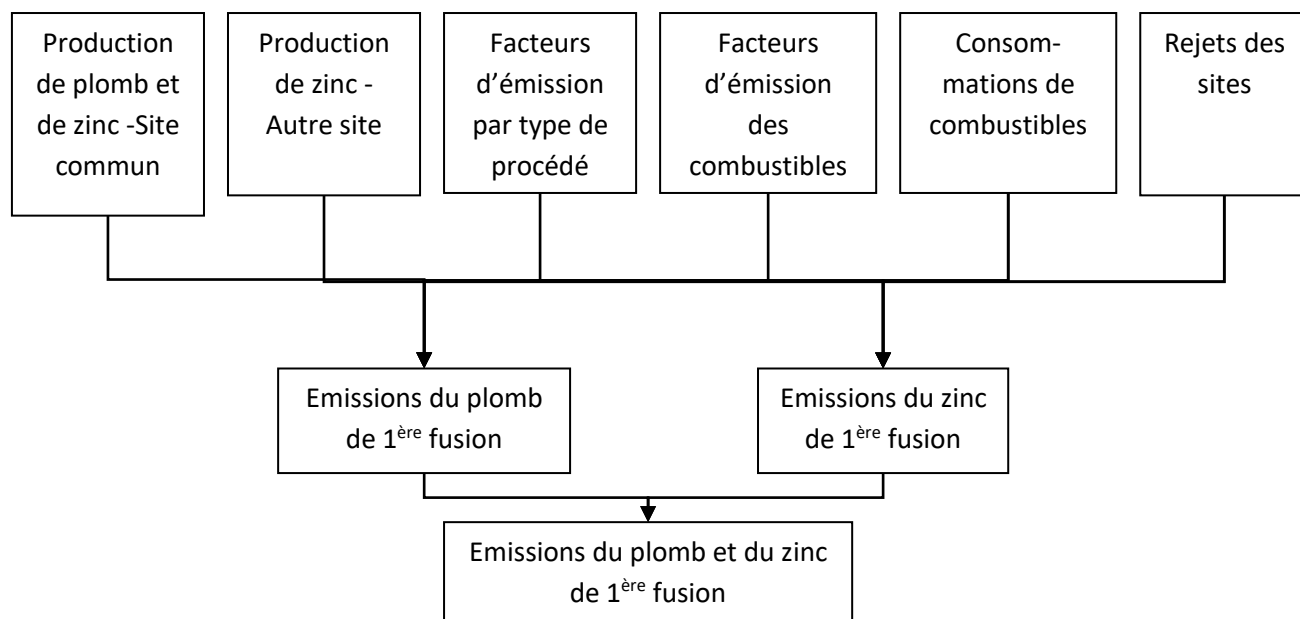 Production
de plomb et
de zinc -Site
commun
Production
de zinc -
Autre site
Facteurs
d’émission
par type de
procédé
Facteurs
d’émission
des
combustibles
Consom-
mations de
combustibles
Rejets des
sites
Emissions du plomb
de 1ère fusion
Emissions du zinc
de 1ère fusion
Emissions du plomb et du zinc
de 1ère fusion